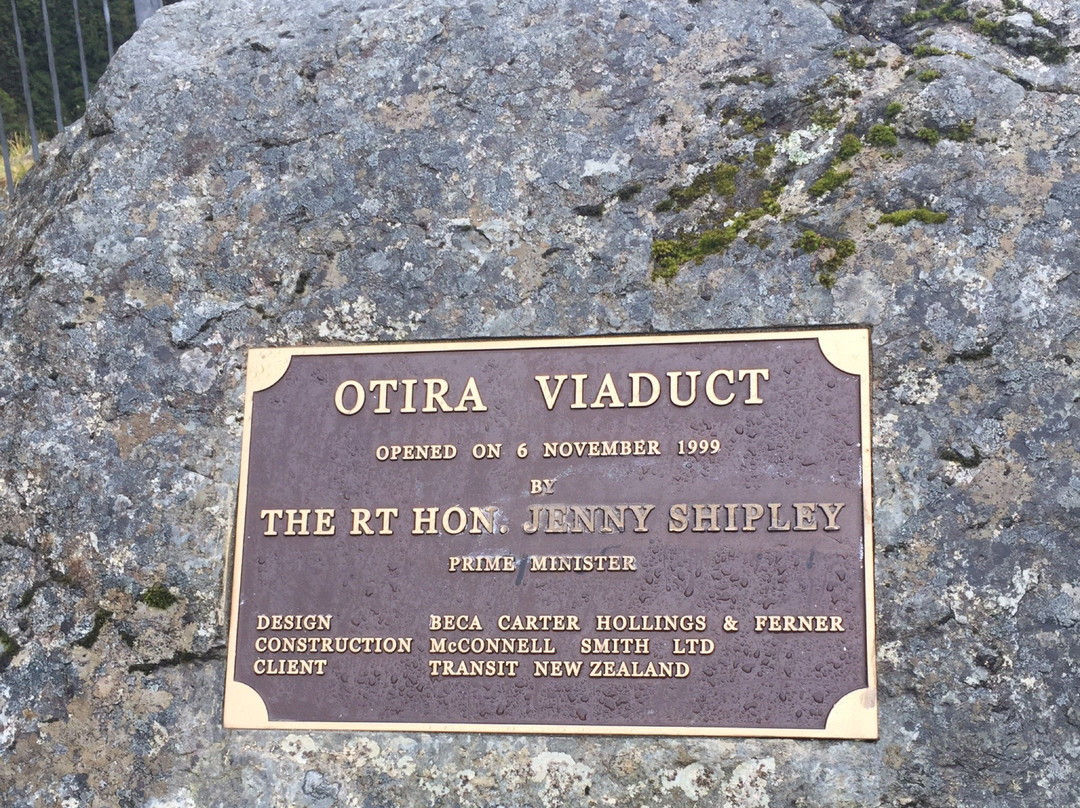 OTIRA VIADUCT
OPENED ON 6 NOVEMBER 1999
BY
THE RT HON. JENNY SHIPLEY
PRIME MINISTER
DESIGN BECA CARTER HOLLINGS & FERNER
CONSTRUCTION McCONNELL SMITH LTD
CLIENT TRANSIT NEW ZEALAND